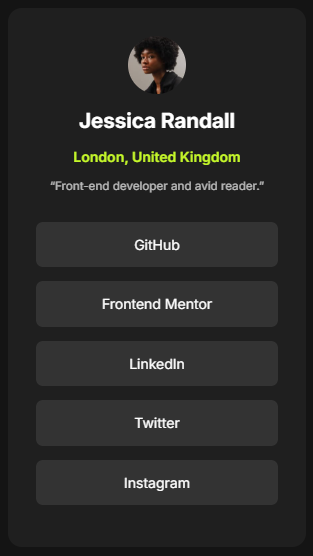 Jessica Randall
London, United Kingdom
“Front-end developer and avid reader.”
GitHub
Frontend Mentor
LinkedIn
Twitter
Instagram